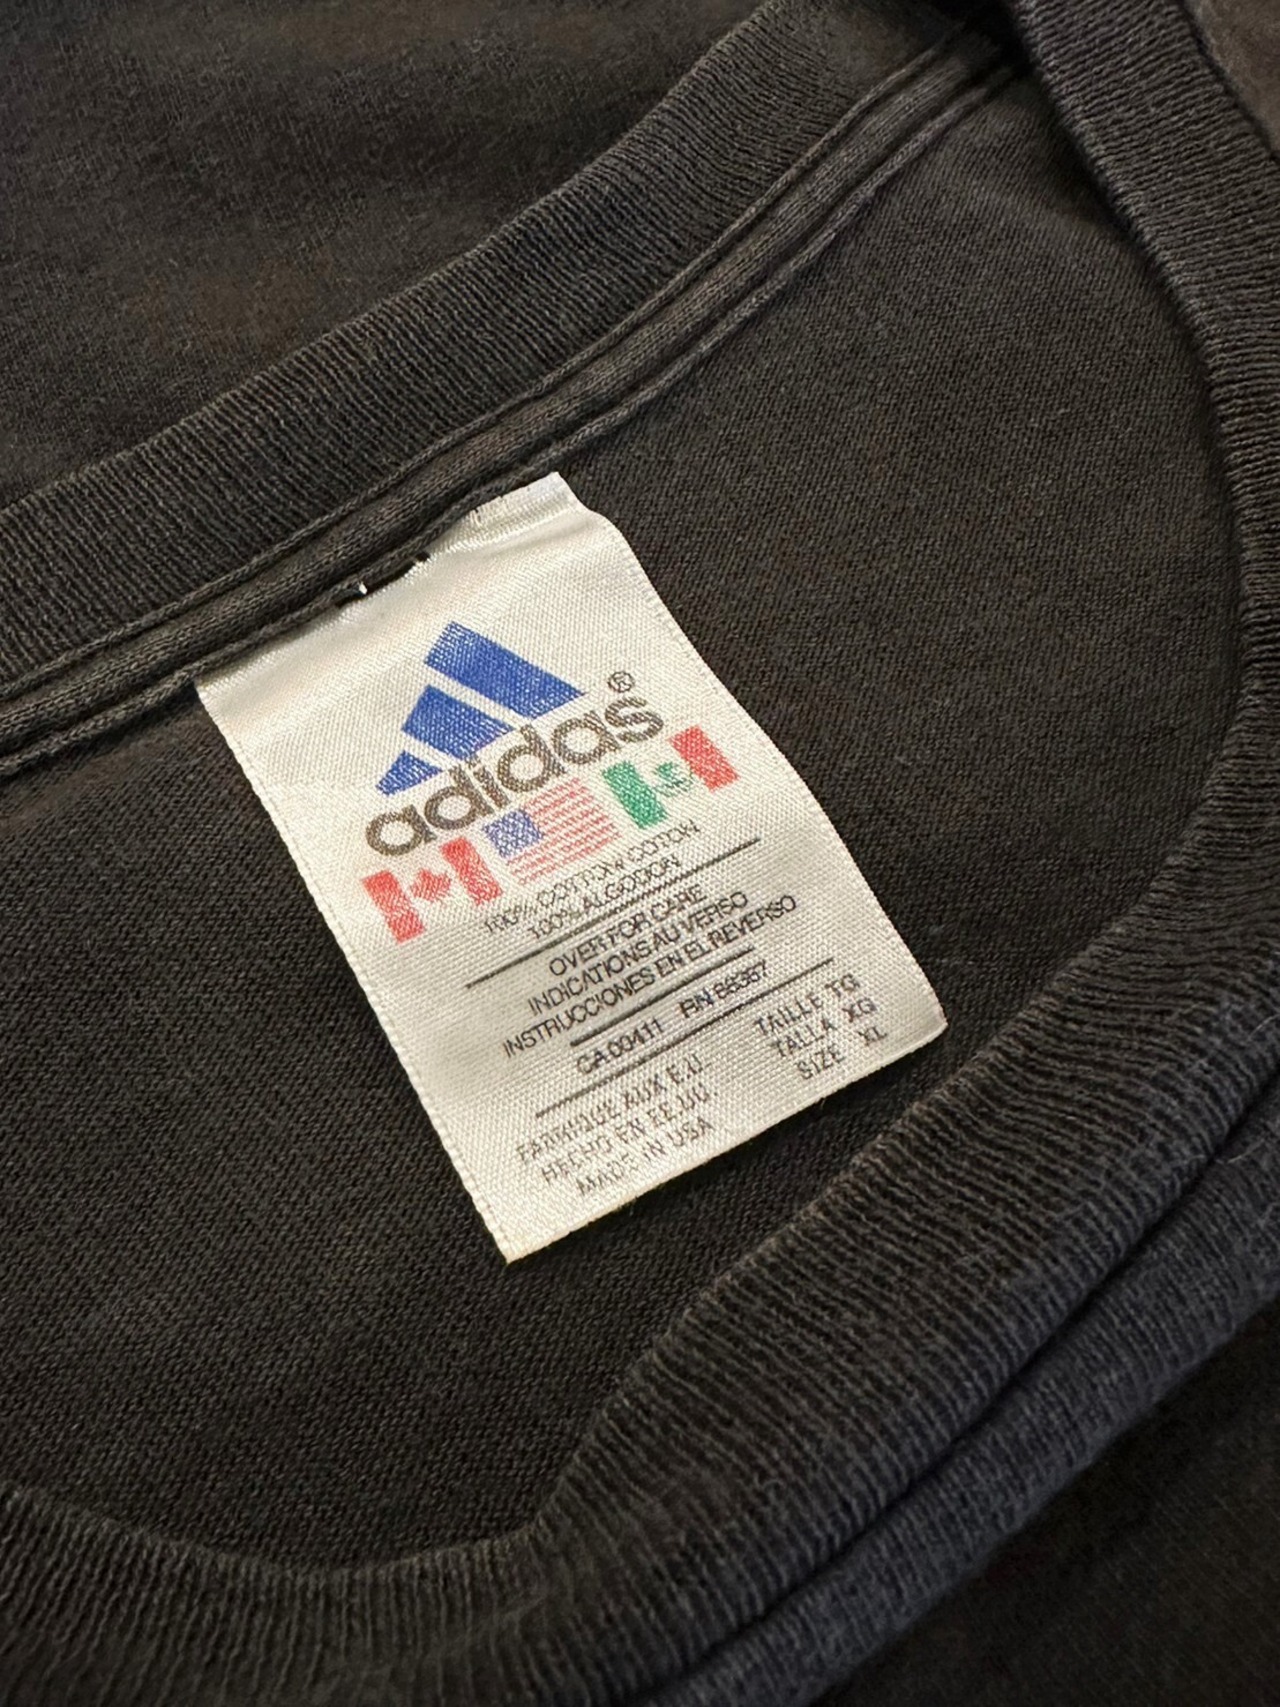 adidas®
100% COTTON COTON
100% ALGODON
OVER FOR CARE
INDICATIONS AU VERSO
INSTRUCCIONES EN EL REVERSO
CA 00411 RN 88387
FABRIQUE AUX E.U.
HECHO EN EE.UU.
MADE IN USA
TAILLE TG
TALLA XG
SIZE XL